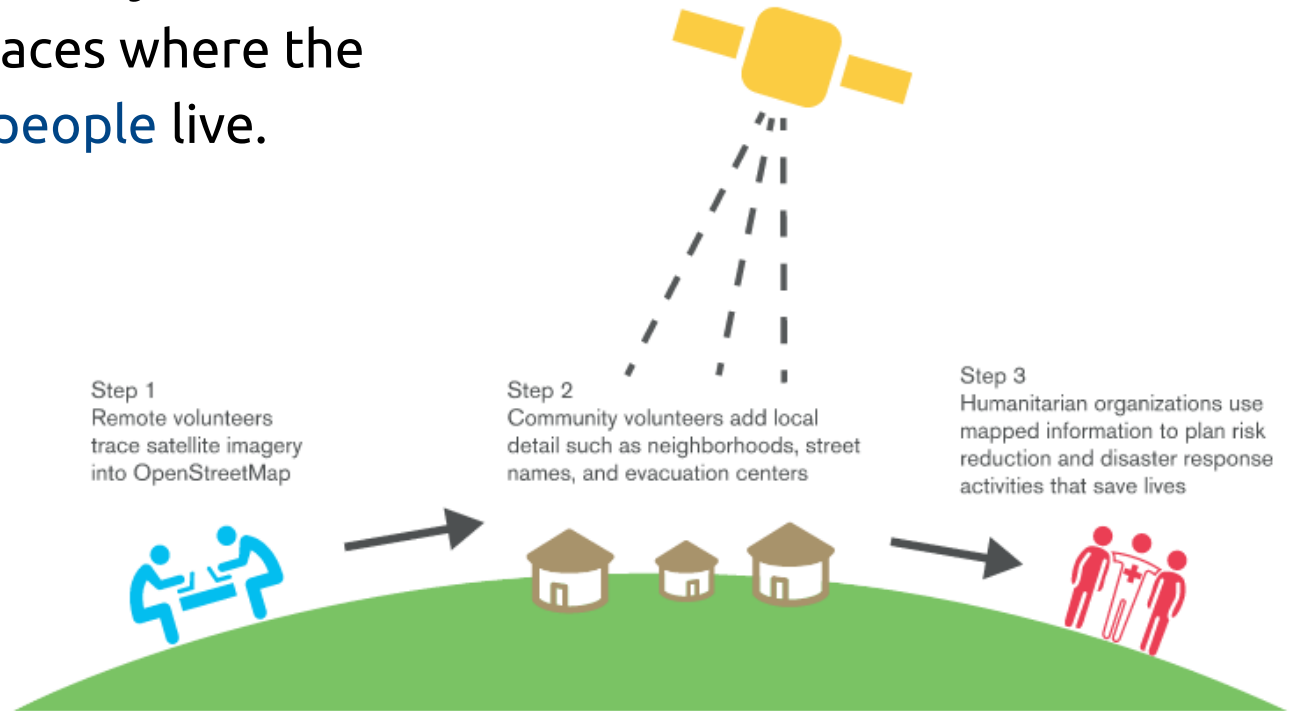 aces where the
people live.
Step 1
Remote volunteers
trace satellite imagery
into OpenStreetMap
Step 2
Community volunteers add local
detail such as neighborhoods, street
names, and evacuation centers
Step 3
Humanitarian organizations use
mapped information to plan risk
reduction and disaster response
activities that save lives